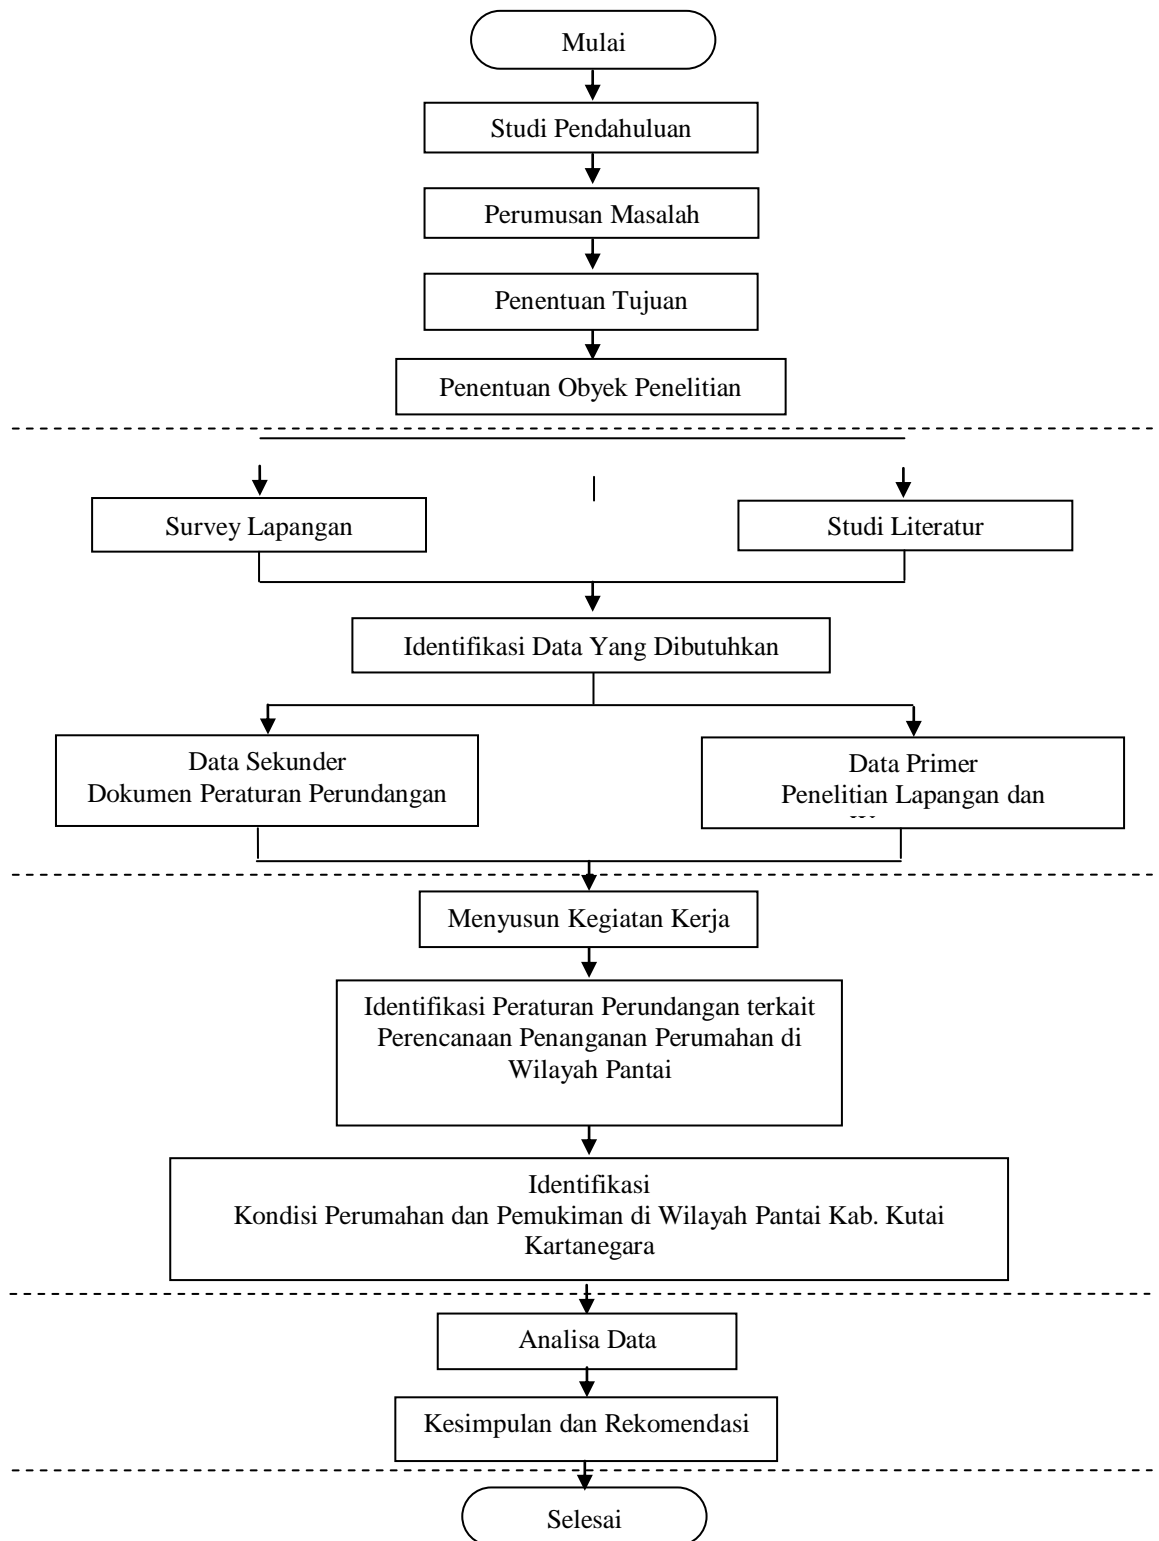 Mulai
Studi Pendahuluan
Perumusan Masalah
Penentuan Tujuan
Penentuan Obyek Penelitian
Survey Lapangan
Studi Literatur
Identifikasi Data Yang Dibutuhkan
Data Sekunder
Dokumen Peraturan Perundangan
Data Primer
Penelitian Lapangan dan
Menyusun Kegiatan Kerja
Identifikasi Peraturan Perundangan terkait
Perencanaan Penanganan Perumahan di
Wilayah Pantai
Identifikasi
Kondisi Perumahan dan Pemukiman di Wilayah Pantai Kab. Kutai
Kartanegara
Analisa Data
Kesimpulan dan Rekomendasi
Selesai